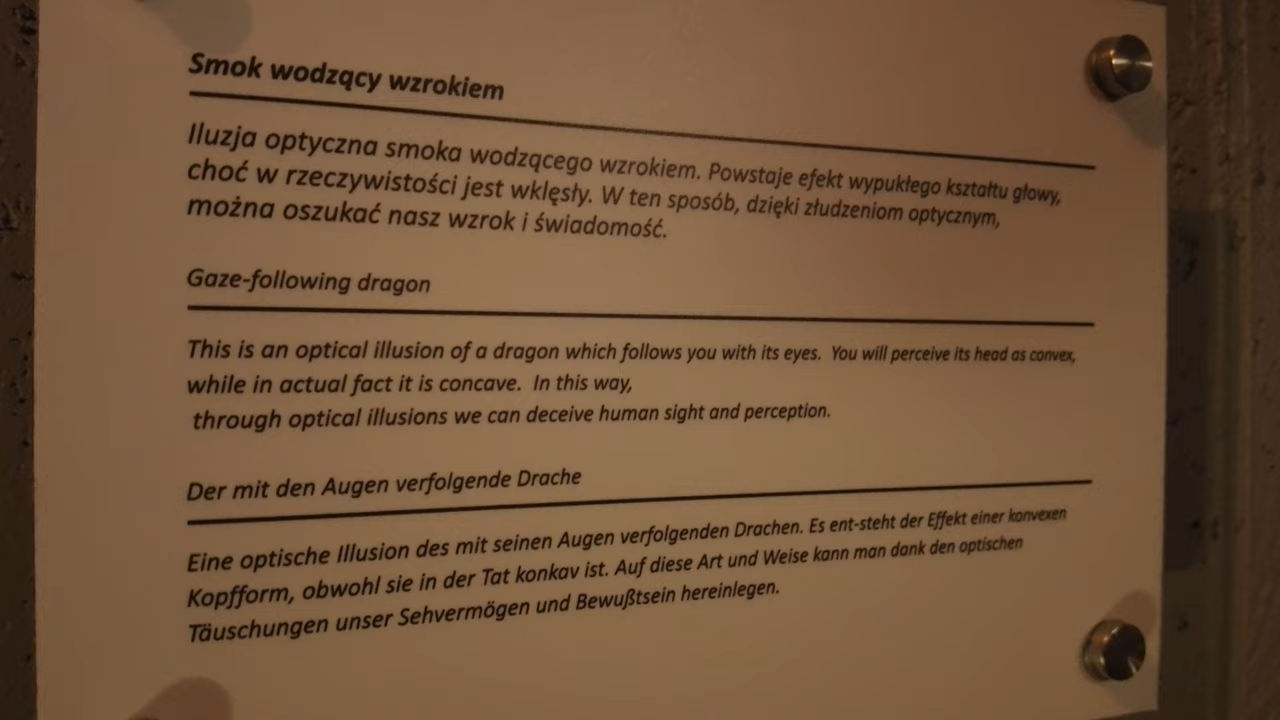 Smok wodzący wzrokiem
Iluzja optyczna smoka wodzącego wzrokiem. Powstaje efekt wypukłego kształtu głowy,
choć w rzeczywistości jest wklęsły. W ten sposób, dzięki złudzeniom optycznym,
można oszukać nasz wzrok i świadomość.
Gaze-following dragon
This is an optical illusion of a dragon which follows you with its eyes. You will perceive its head as convex,
while in actual fact it is concave. In this way,
through optical illusions we can deceive human sight and perception.
Der mit den Augen verfolgende Drache
Eine optische Illusion des mit seinen Augen verfolgenden Drachen. Es ent-steht der Effekt einer konvexen
Kopfform, obwohl sie in der Tat konkav ist. Auf diese Art und Weise kann man dank den optischen
Täuschungen unser Sehvermögen und Bewußtsein hereinlegen.